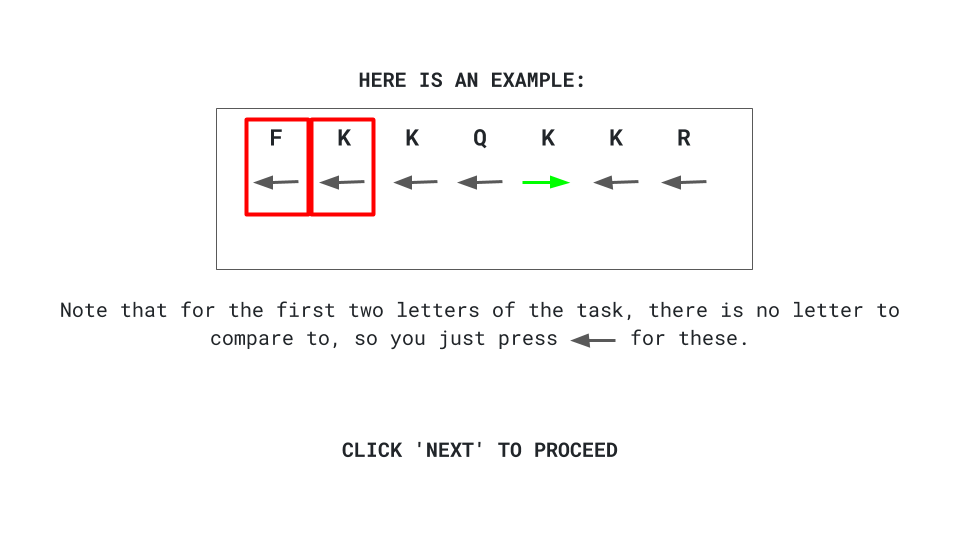 HERE IS AN EXAMPLE:
F K K Q K K R
Note that for the first two letters of the task, there is no letter to
compare to, so you just press for these.
CLICK 'NEXT' TO PROCEED